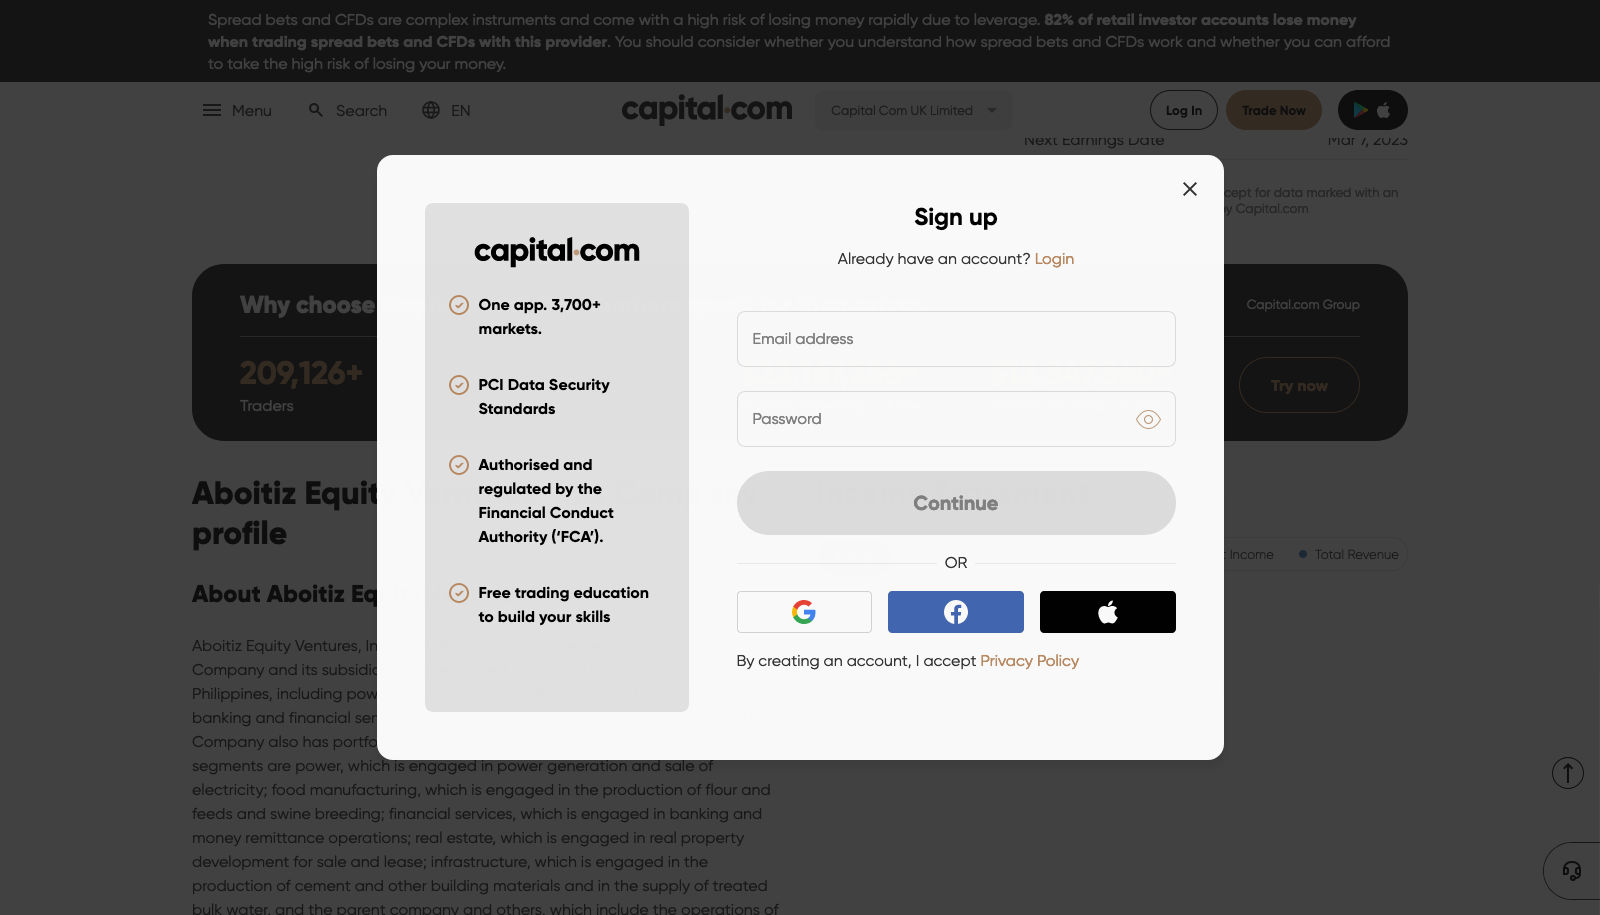 Spread bets and CFDs are complex instruments and come with a high risk of losing money rapidly due to leverage. 82% of retail investor accounts lose money
when trading spread bets and CFDs with this provider. You should consider whether you understand how spread bets and CFDs work and whether you can afford
to take the high risk of losing your money.
Menu
Search
EN
capital.com
Capital Com UK Limited
Log In
Trade Now
Next Earnings Date
Mar 7, 2023
cept for data marked with an
by Capital.com
Why choose
Capital.com Group
209,126+
Traders
Try now
capital.com
One app. 3,700+
markets.
PCI Data Security
Standards
Authorised and
regulated by the
Financial Conduct
Authority (‘FCA’).
Free trading education
to build your skills
Sign up
Already have an account? Login
Email address
Password
Continue
OR
By creating an account, I accept Privacy Policy
Aboitiz Equit
profile
Income
Total Revenue
About Aboitiz Eq
Aboitiz Equity Ventures, In
Company and its subsidi
Philippines, including pow
banking and financial ser
Company also has portfo
segments are power, which is engaged in power generation and sale of
electricity; food manufacturing, which is engaged in the production of flour and
feeds and swine breeding; financial services, which is engaged in banking and
money remittance operations; real estate, which is engaged in real property
development for sale and lease; infrastructure, which is engaged in the
production of cement and other building materials and in the supply of treated
bulk water, and the parent company and others, which include the operations of